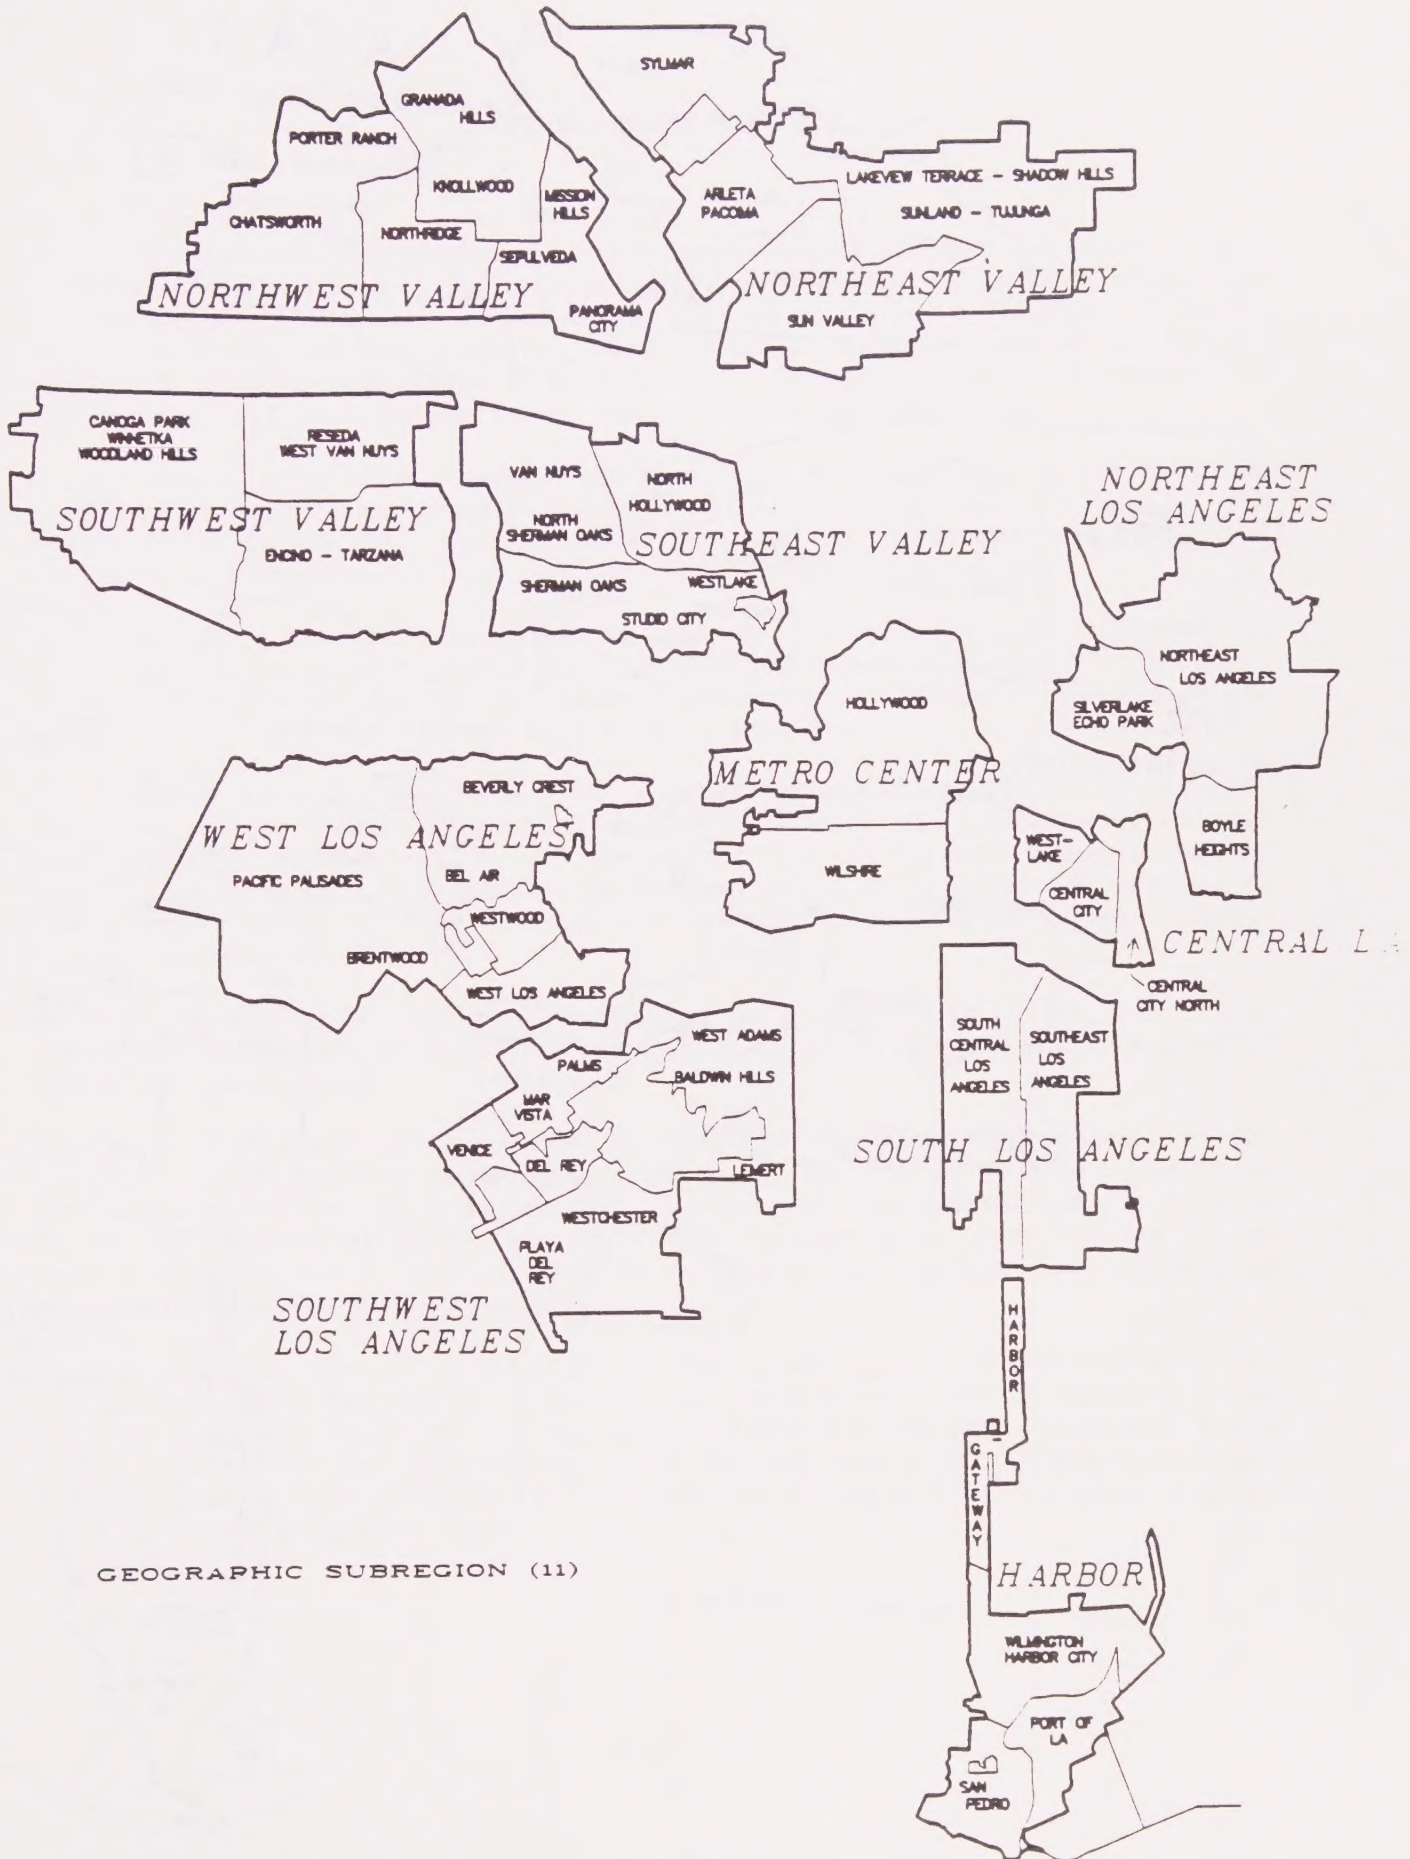 SYLMAR
GRANADA
HILLS
PORTER RANCH
KNOLLWOOD
MISSION
HILLS
CHATSWORTH
NORTHRIDGE
SEPULVEDA
NORTHWEST VALLEY
PANORAMA
CITY
LAKEVIEW TERRACE - SHADOW HILLS
ARLETA
PACOIMA
SUNLAND - TUJUNGA
NORTHEAST VALLEY
SUN VALLEY
CANOGA PARK
WINNETKA
WOODLAND HILLS
RESEDA
WEST VAN NUYS
SOUTHWEST VALLEY
ENCINO - TARZANA
VAN NUYS
NORTH
HOLLYWOOD
NORTH
SHERMAN OAKS
SOUTHEAST VALLEY
SHERMAN OAKS
WESTLAKE
STUDIO CITY
NORTHEAST
LOS ANGELES
NORTHEAST
LOS ANGELES
SILVERLAKE
ECHO PARK
BOYLE
HEIGHTS
HOLLYWOOD
METRO CENTER
WILSHIRE
WEST-
LAKE
CENTRAL
CITY
CENTRAL LA
CENTRAL
CITY NORTH
BEVERLY CREST
WEST LOS ANGELES
PACIFIC PALISADES
BEL AIR
WESTWOOD
BRENTWOOD
WEST LOS ANGELES
WEST ADAMS
PALMS
BALDWIN HILLS
MAR
VISTA
VENICE
DEL REY
LEIMERT
WESTCHESTER
PLAYA
DEL
REY
SOUTHWEST
LOS ANGELES
SOUTH
CENTRAL
LOS
ANGELES
SOUTHEAST
LOS
ANGELES
SOUTH LOS ANGELES
HARBOR
GATEWAY
HARBOR
WILMINGTON
HARBOR CITY
PORT OF
LA
SAN
PEDRO
GEOGRAPHIC SUBREGION (11)